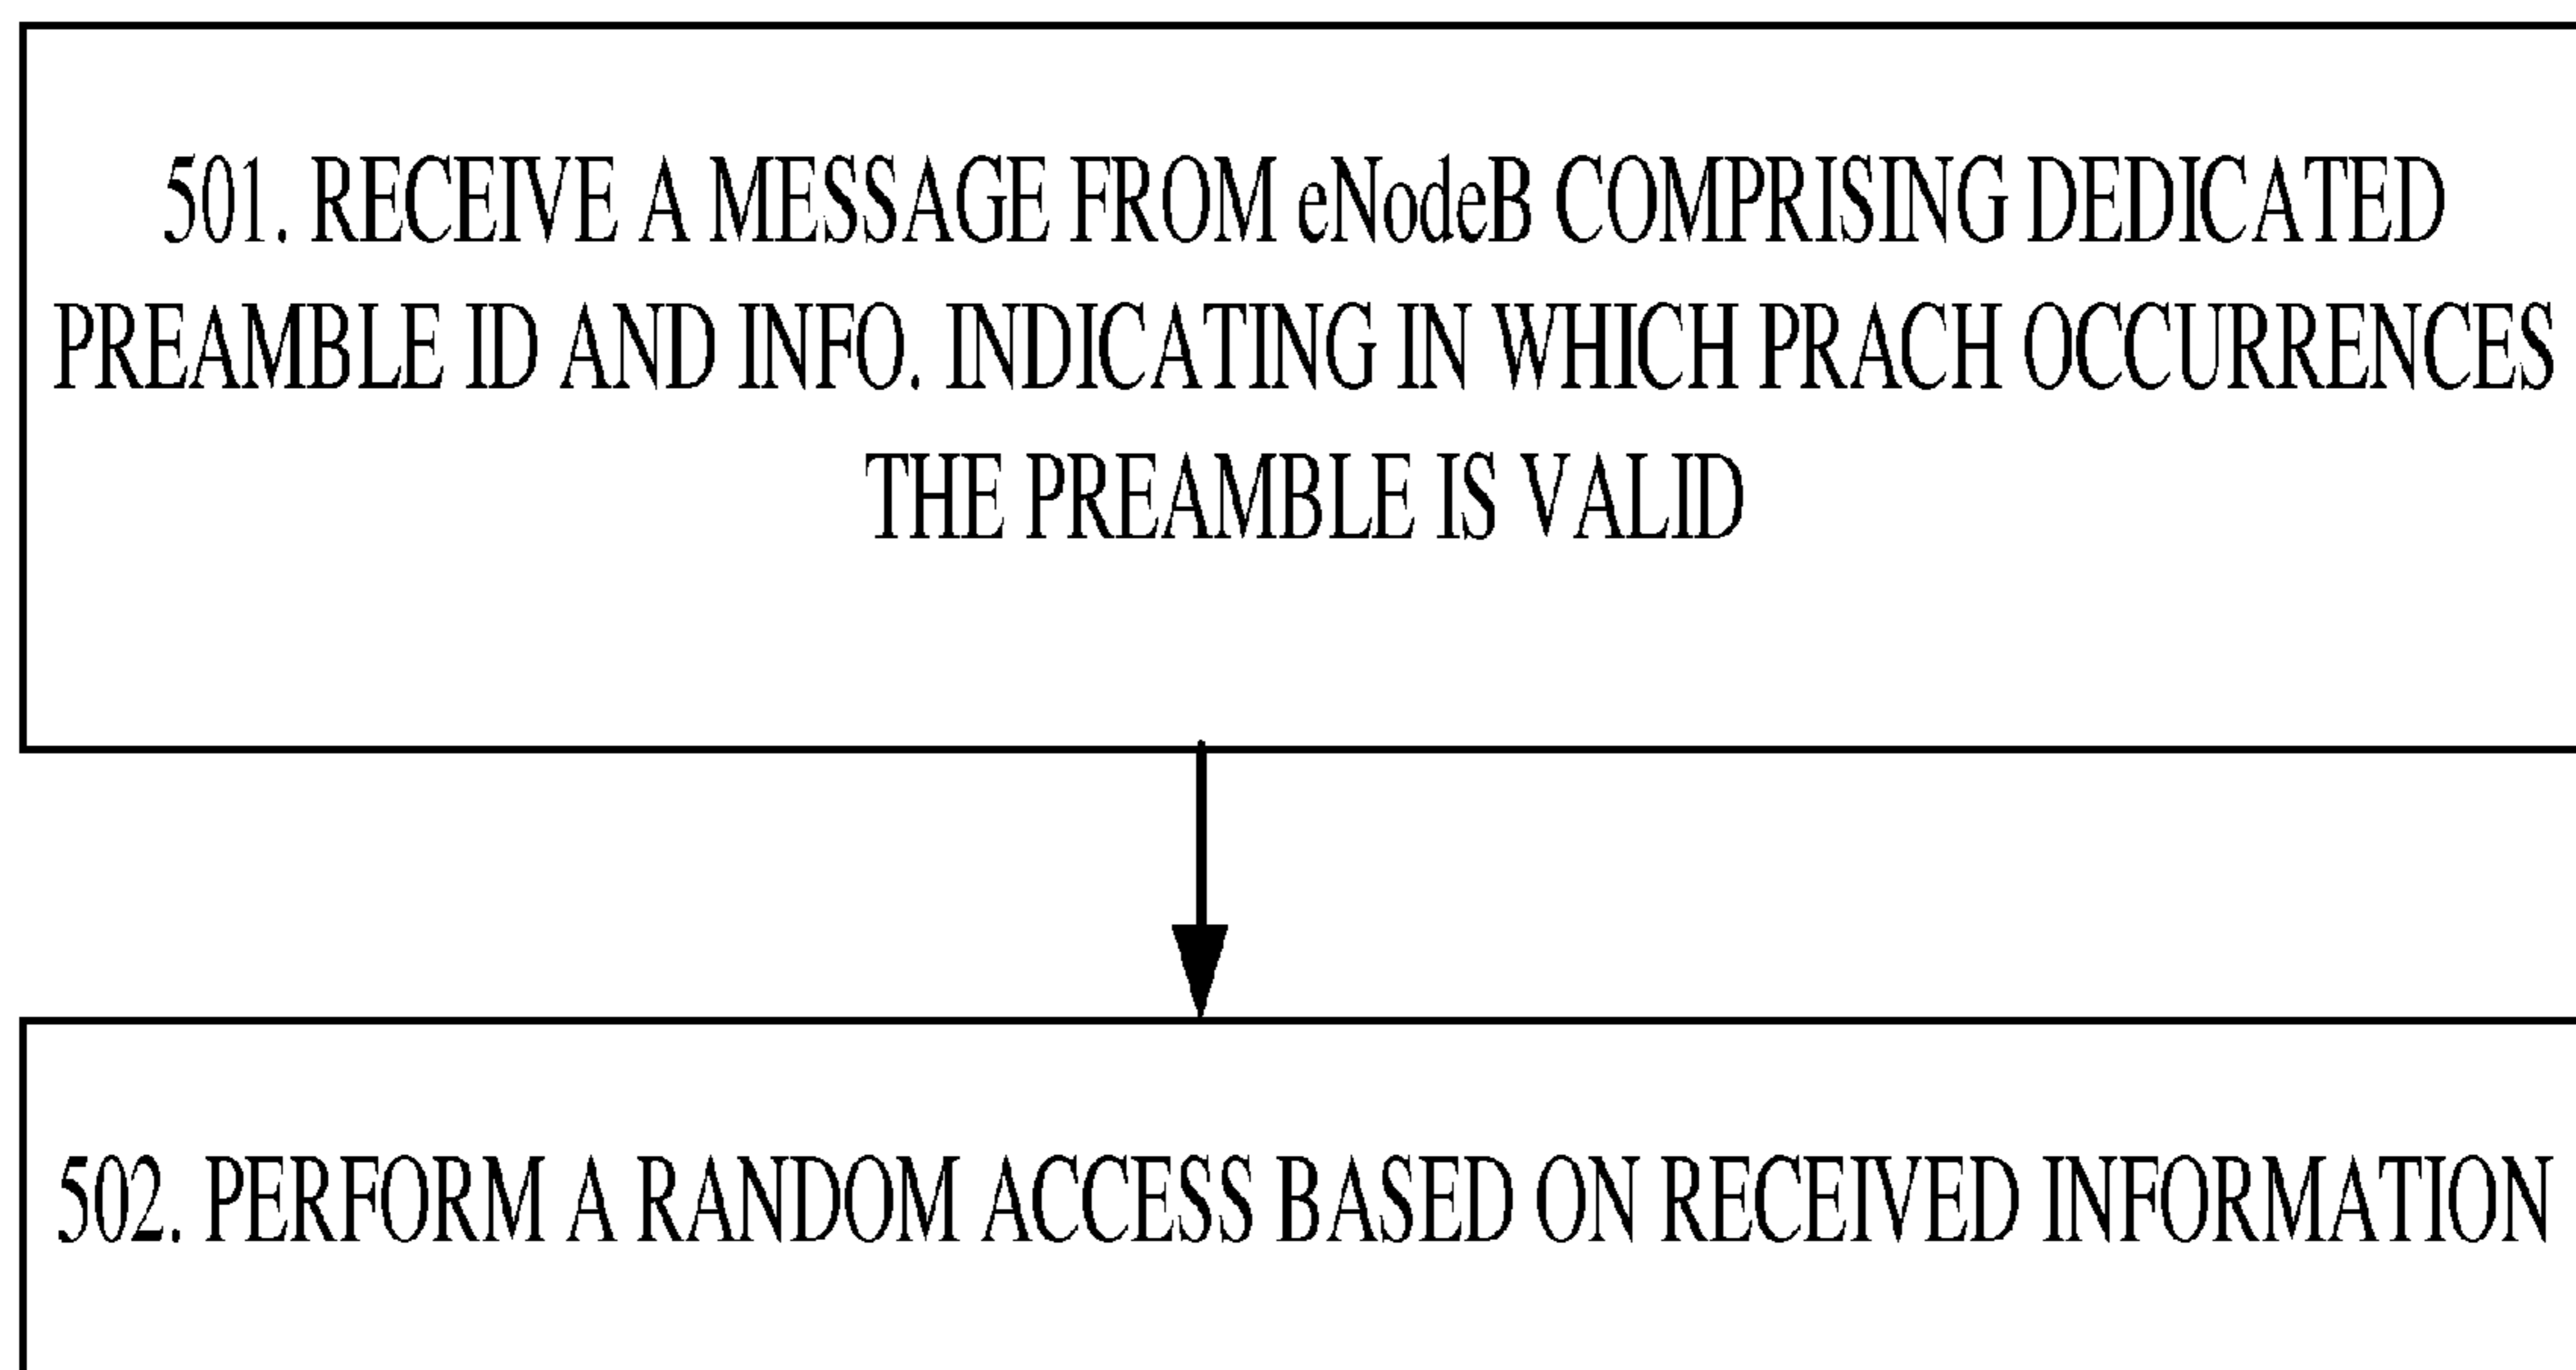 501. RECEIVE A MESSAGE FROM eNodeB COMPRISING DEDICATED
PREAMBLE ID AND INFO. INDICATING IN WHICH PRACH OCCURRENCES
THE PREAMBLE IS VALID
502. PERFORM A RANDOM ACCESS BASED ON RECEIVED INFORMATION